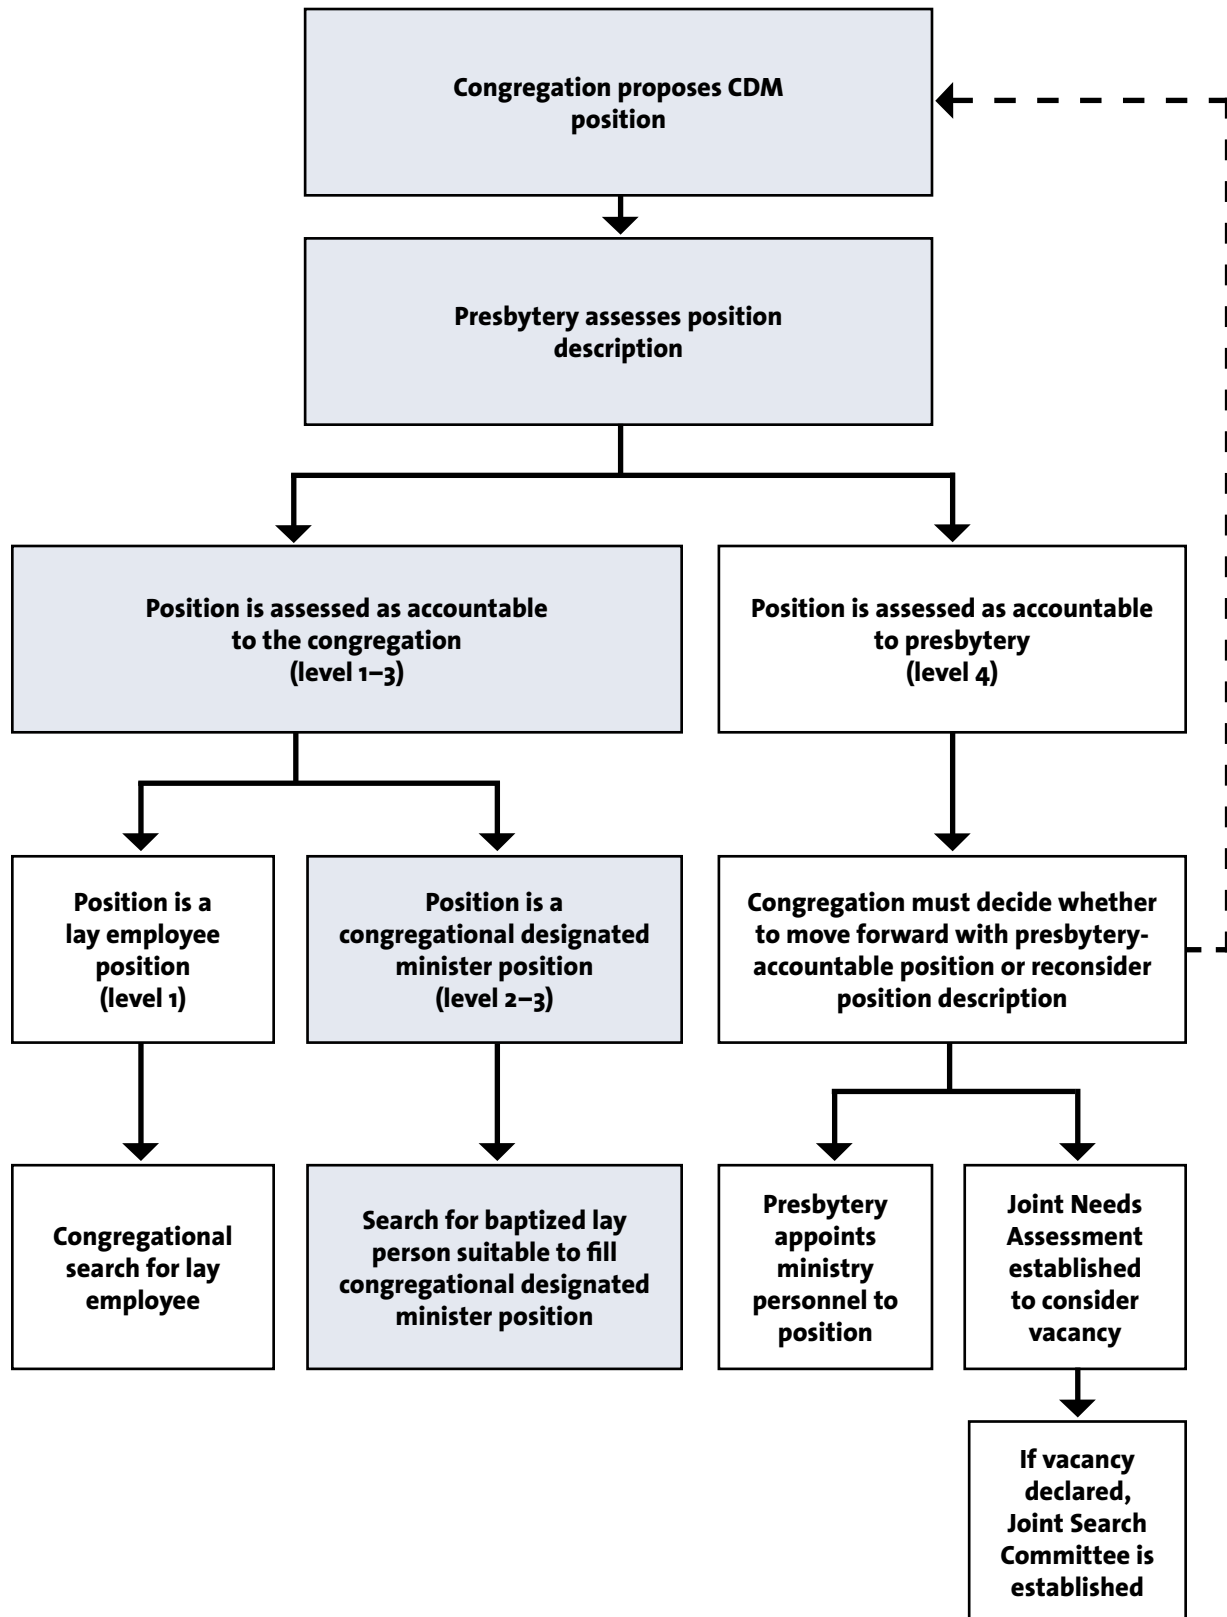 Congregation proposes CDM
position
Presbytery assesses position
description
Position is assessed as accountable
to the congregation
(level 1–3)
Position is assessed as accountable
to presbytery
(level 4)
Position is a
lay employee
position
(level 1)
Position is a
congregational designated
minister position
(level 2–3)
Congregation must decide whether
to move forward with presbytery-
accountable position or reconsider
position description
Congregational
search for lay
employee
Search for baptized lay
person suitable to fill
congregational designated
minister position
Presbytery
appoints
ministry
personnel to
position
Joint Needs
Assessment
established
to consider
vacancy
If vacancy
declared,
Joint Search
Committee is
established